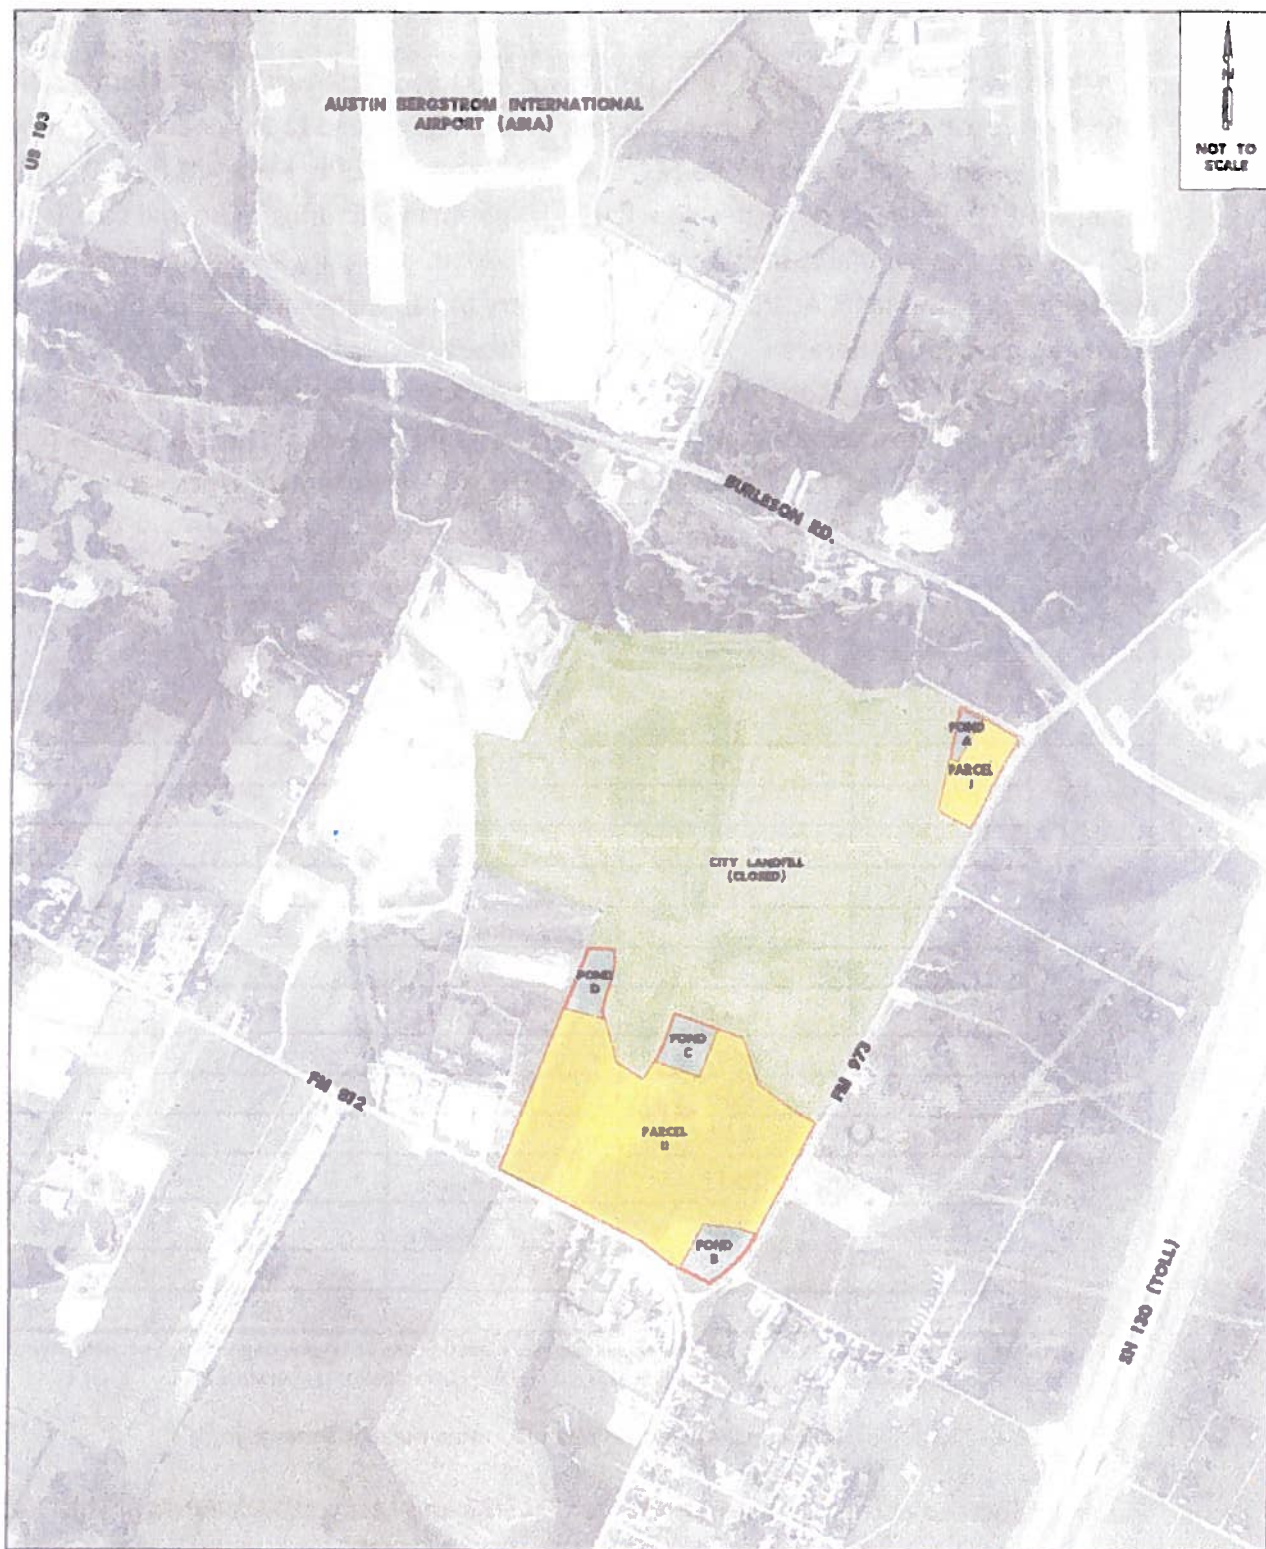 AUSTIN BERGSTROM INTERNATIONAL
AIRPORT (ABIA)
N
NOT TO
SCALE
US 183
BURLESON RD.
POND
A
PARCEL
I
CITY LANDFILL
(CLOSED)
POND
D
POND
C
FM 973
FM 812
PARCEL
II
POND
B
SH 130 (TOLL)